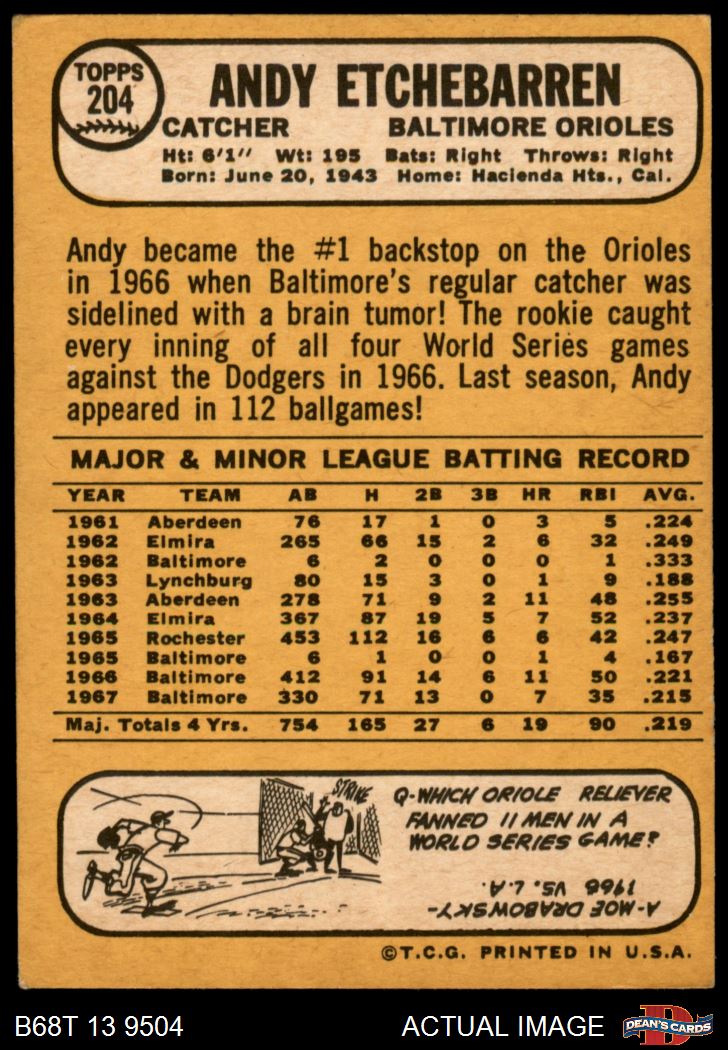 TOPPS
204
ANDY ETCHEBARREN
CATCHER BALTIMORE ORIOLES
Ht: 6'1" Wt: 195 Bats: Right Throws: Right
Born: June 20, 1943 Home: Hacienda Hts., Cal.
Andy became the #1 backstop on the Orioles
in 1966 when Baltimore's regular catcher was
sidelined with a brain tumor! The rookie caught
every inning of all four World Series games
against the Dodgers in 1966. Last season, Andy
appeared in 112 ballgames!
MAJOR & MINOR LEAGUE BATTING RECORD
YEAR TEAM AB H 2B 3B HR RBI AVG.
1961 Aberdeen 76 17 1 0 3 5 .224
1962 Elmira 265 66 15 2 6 32 .249
1962 Baltimore 6 2 0 0 0 1 .333
1963 Lynchburg 80 15 3 0 1 9 .188
1963 Aberdeen 278 71 9 2 11 48 .255
1964 Elmira 367 87 19 5 7 52 .237
1965 Rochester 453 112 16 6 6 42 .247
1965 Baltimore 6 1 0 0 1 4 .167
1966 Baltimore 412 91 14 6 11 50 .221
1967 Baltimore 330 71 13 0 7 35 .215
Maj. Totals 4 Yrs. 754 165 27 6 19 90 .219
STRIKE
Q-WHICH ORIOLE RELIEVER
FANNED 11 MEN IN A
WORLD SERIES GAME?
A-MOE DRABOWSKY-
1966 VS. L.A.
©T.C.G. PRINTED IN U.S.A.
B68T 13 9504 ACTUAL IMAGE
D
DEAN'S CARDS